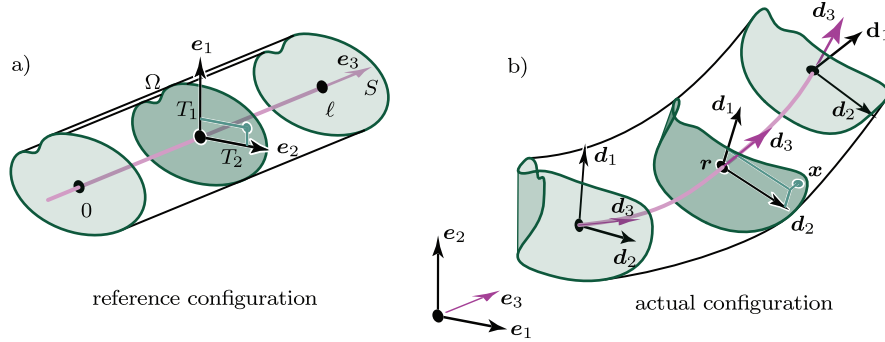 a)
e₁
Ω
e₃
S
T₁
ℓ
T₂
e₂
0
reference configuration
e₂
e₃
e₁
b)
d₃
d₁
d₂
d₁
d₃
r
x
d₂
d₁
d₃
d₂
actual configuration